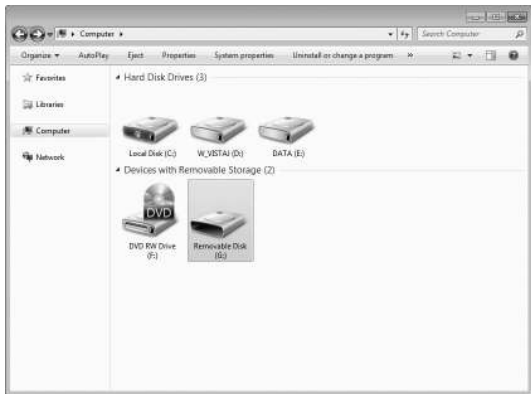 Computer
Search Computer
Organize
AutoPlay
Eject
Properties
System properties
Uninstall or change a program
»
Favorites
Libraries
Computer
Network
Hard Disk Drives (3)
Local Disk (C:)
W_VISTAI (D:)
DATA (E:)
Devices with Removable Storage (2)
DVD
DVD RW Drive
(F:)
Removable Disk
(G:)